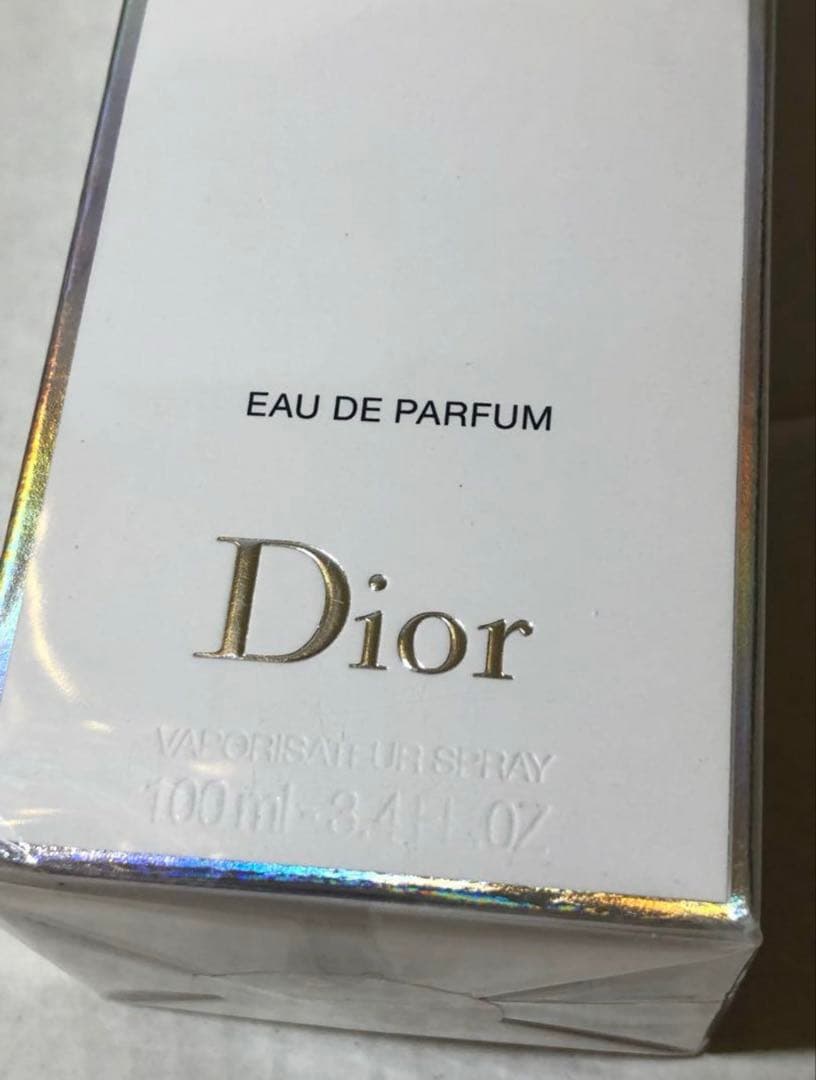 EAU DE PARFUM
Dior
VAPORISATEUR SPRAY
100 ml - 3.4 FL. OZ